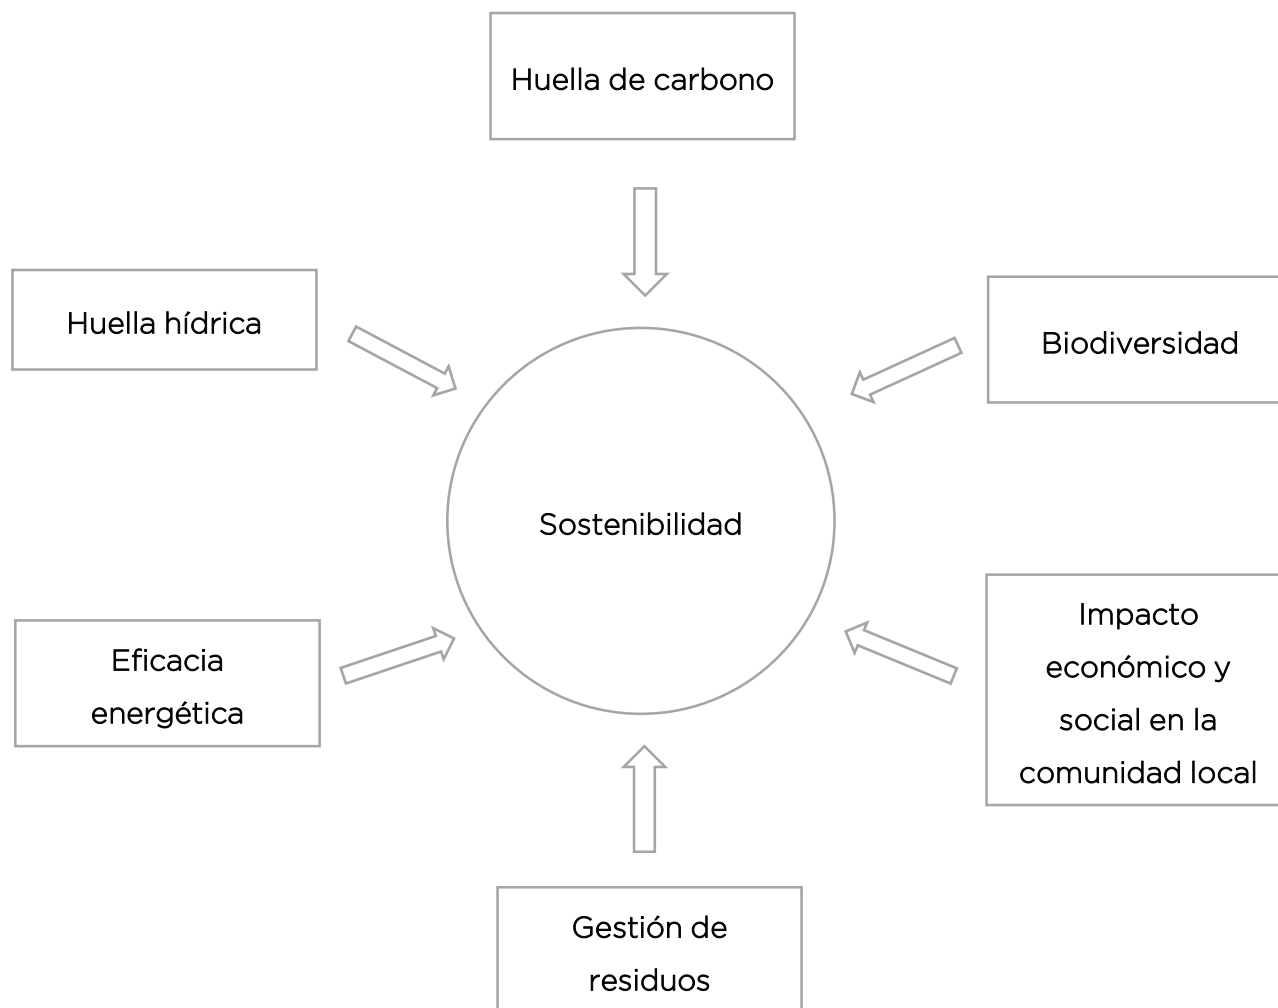 Huella de carbono
Huella hídrica
Biodiversidad
Sostenibilidad
Eficacia
energética
Impacto
económico y
social en la
comunidad local
Gestión de
residuos